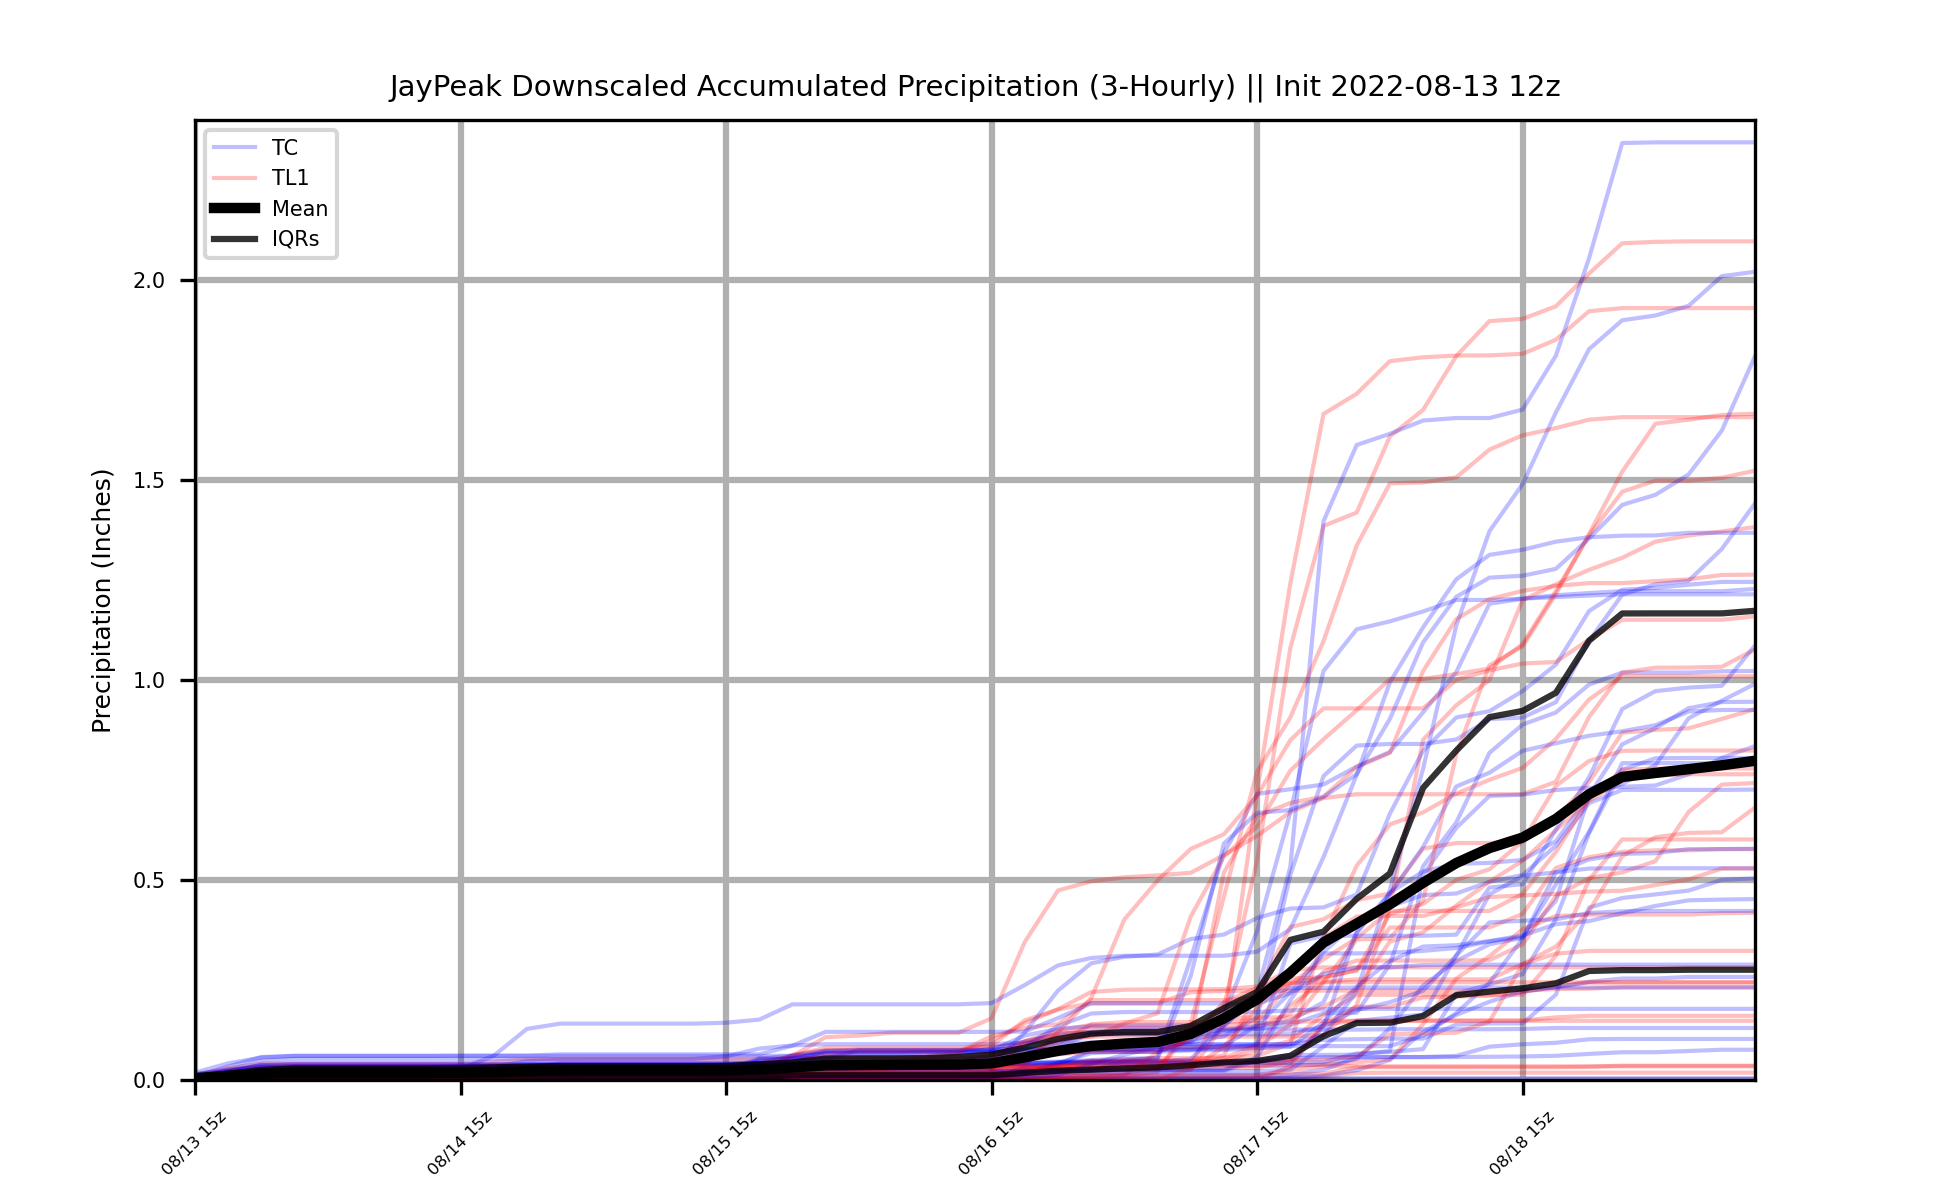 JayPeak Downscaled Accumulated Precipitation (3-Hourly) || Init 2022-08-13 12z
TC
TL1
Mean
IQRs
Precipitation (Inches)
2.0
1.5
1.0
0.5
0.0
08/13 15z
08/14 15z
08/15 15z
08/16 15z
08/17 15z
08/18 15z